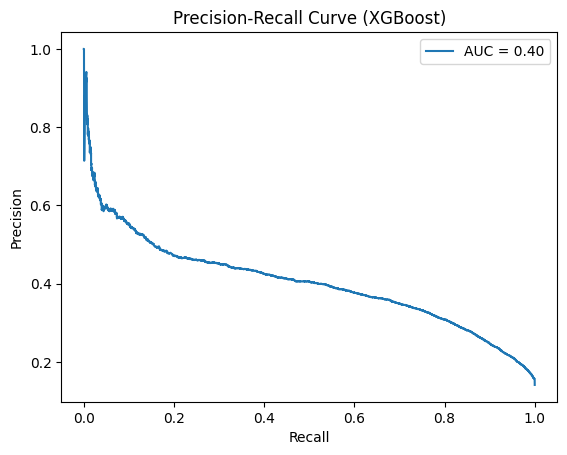 Precision-Recall Curve (XGBoost)
AUC = 0.40
1.0
0.8
0.6
0.4
0.2
Precision
0.0 0.2 0.4 0.6 0.8 1.0
Recall